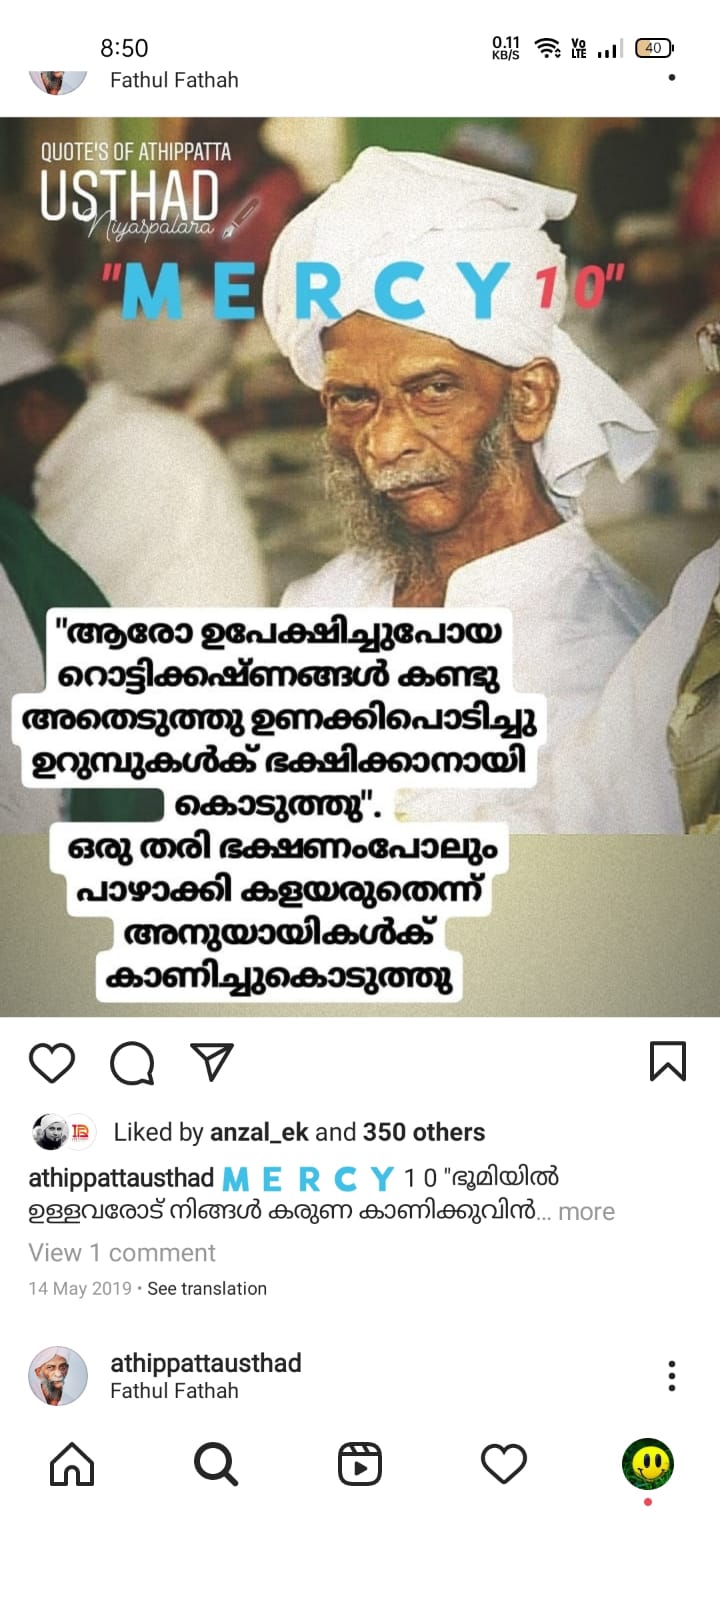 8:50
0.11 KB/S
Vo LTE
40
Fathul Fathah
QUOTE'S OF ATHIPPATTA
USTHAD
Niyaspalara
"MERCY10"
"ആരോ ഉപേക്ഷിച്ചുപോയ
റൊട്ടിക്കഷ്ണങ്ങൾ കണ്ടു
അതെടുത്തു ഉണക്കിപൊടിച്ചു
ഉറുമ്പുകൾക് ഭക്ഷിക്കാനായി
കൊടുത്തു".
ഒരു തരി ഭക്ഷണംപോലും
പാഴാക്കി കളയരുതെന്ന്
അനുയായികൾക്
കാണിച്ചുകൊടുത്തു
Liked by anzal_ek and 350 others
athippattausthad M E R C Y 1 0 "ഭൂമിയിൽ
ഉള്ളവരോട് നിങ്ങൾ കരുണ കാണിക്കുവിൻ... more
View 1 comment
14 May 2019 • See translation
athippattausthad
Fathul Fathah